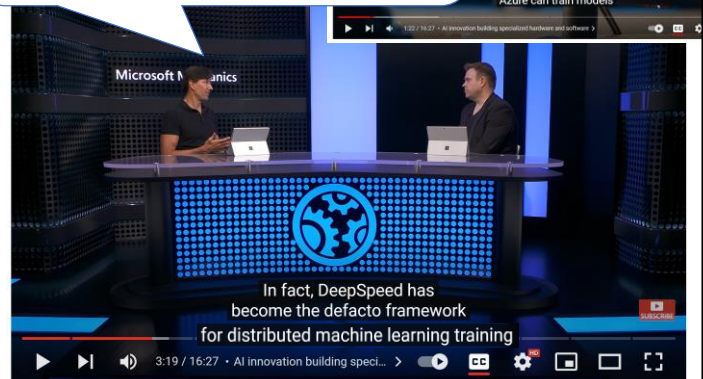 Azure can train models
1:22 / 16:27 • AI innovation building specialized hardware and software >
CC
Microsoft M anics
In fact, DeepSpeed has
become the defacto framework
for distributed machine learning training
SUBSCRIBE
3:19 / 16:27 • AI innovation building speci... >
CC
HD